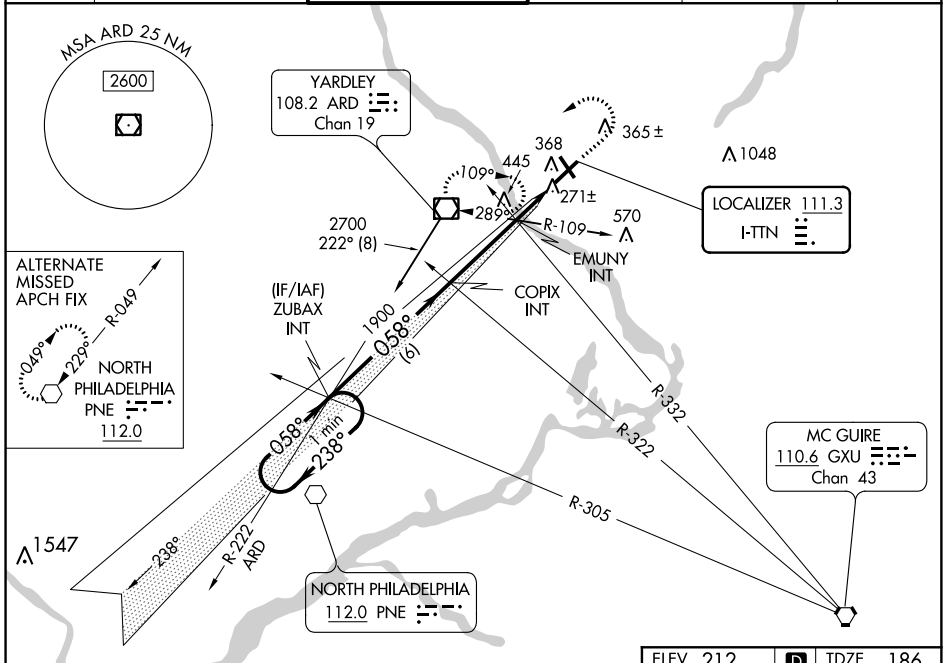 MSA ARD 25 NM
2600
YARDLEY
108.2 ARD
Chan 19
365 ±
368
445
109°
271±
1048
289°
R-109
570
LOCALIZER 111.3
I-TTN
2700
222° (8)
EMUNY
INT
COPIX
INT
(IF/IAF)
ZUBAX
INT
1900
058°
(6)
ALTERNATE
MISSED
APCH FIX
R-049
049°
229°
NORTH
PHILADELPHIA
PNE
112.0
R-332
R-322
R-305
MC GUIRE
110.6 GXU
Chan 43
058°
1 min
238°
1547
238°
R-222
ARD
NORTH PHILADELPHIA
112.0 PNE
ELEV 212
D
TDZE 186